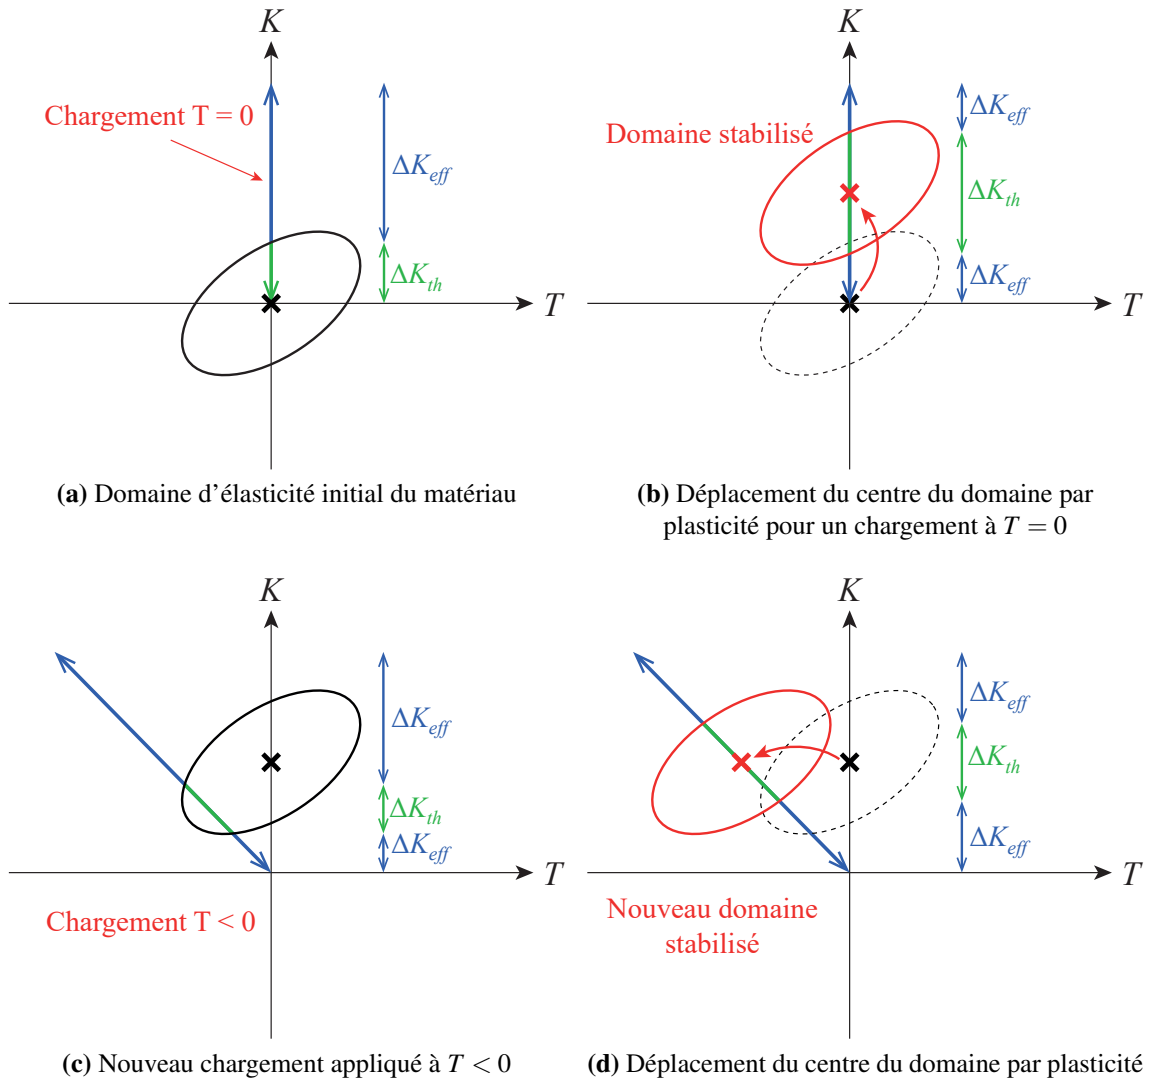 K
Chargement T = 0
ΔK_eff
ΔK_th
T
(a) Domaine d'élasticité initial du matériau
K
Domaine stabilisé
ΔK_eff
ΔK_th
ΔK_eff
T
(b) Déplacement du centre du domaine par
plasticité pour un chargement à T = 0
K
ΔK_eff
ΔK_th
ΔK_eff
T
Chargement T < 0
(c) Nouveau chargement appliqué à T < 0
K
ΔK_eff
ΔK_th
ΔK_eff
T
Nouveau domaine
stabilisé
(d) Déplacement du centre du domaine par plasticité